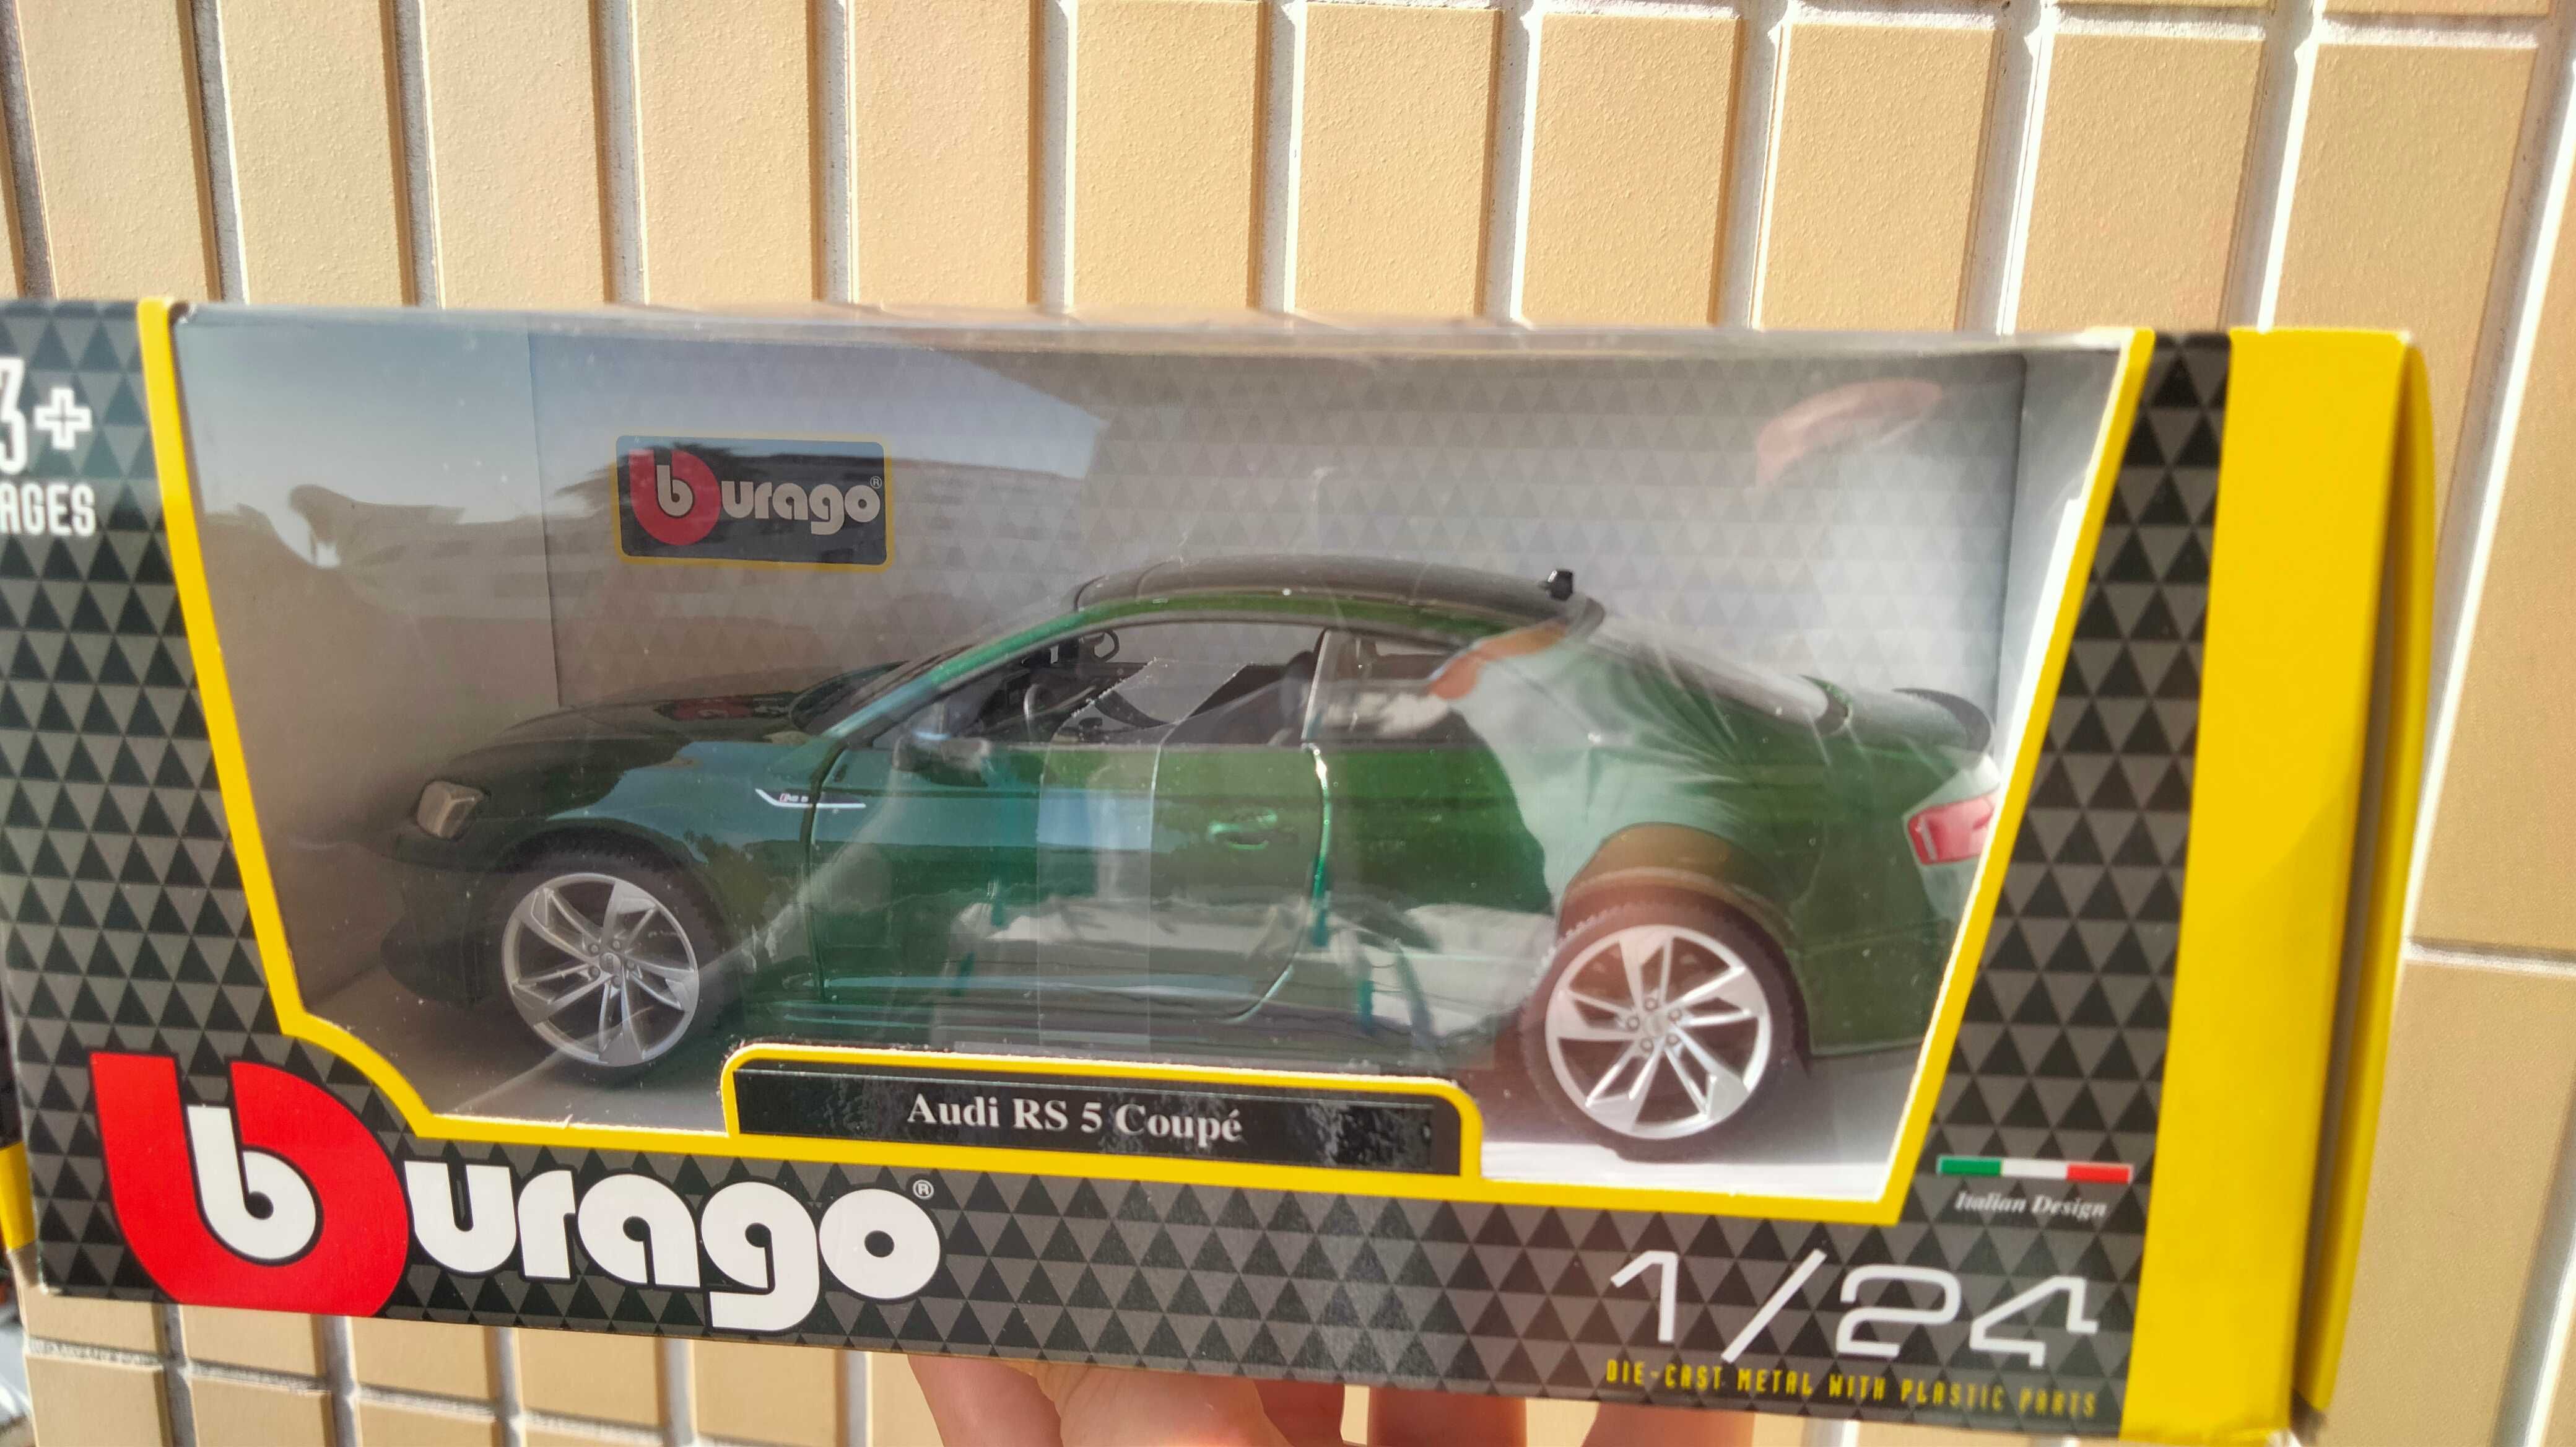 3+
AGES
burago®
Audi RS 5 Coupé
burago®
Italian Design
1/24
DIE-CAST METAL WITH PLASTIC PARTS